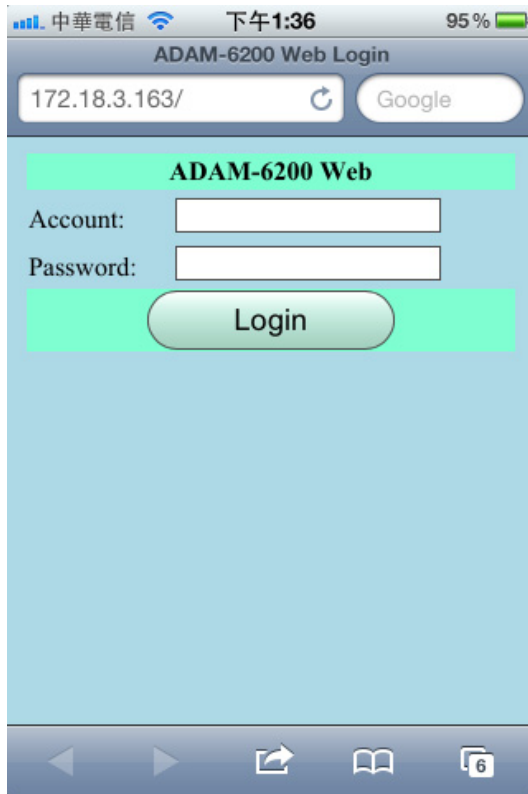 中華電信 下午1:36 95%
ADAM-6200 Web Login
172.18.3.163/ Google
ADAM-6200 Web
Account:
Password:
Login
6